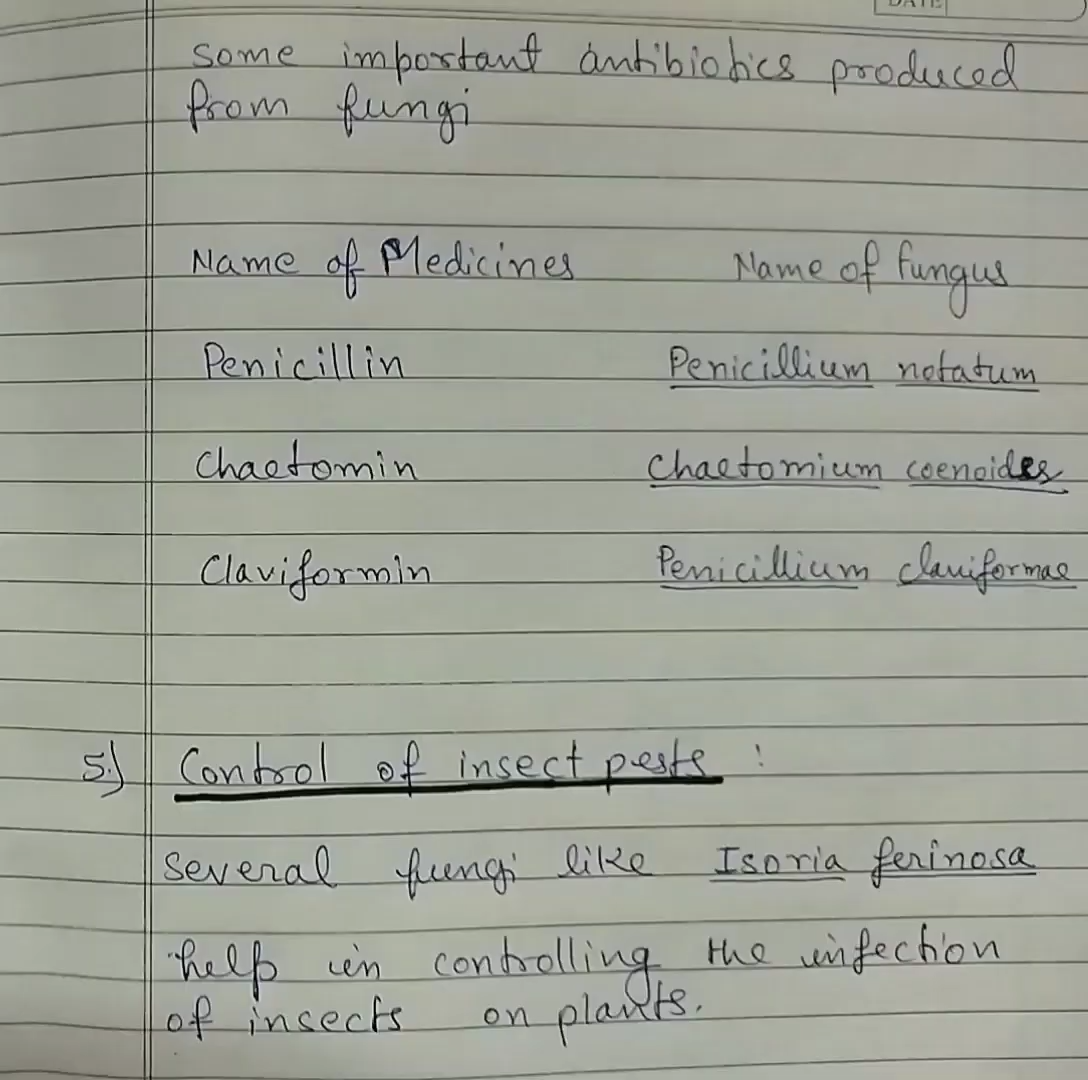 DATE
some important antibiotics produced
from fungi
Name of Medicines Name of fungus
Penicillin Penicillium notatum
Chaetomin Chaetomium coenoides
Claviformin Penicillium claviformae
5.) Control of insect pests :
Several fungi like Isoria ferinosa
help in controlling the infection
of insects on plants.